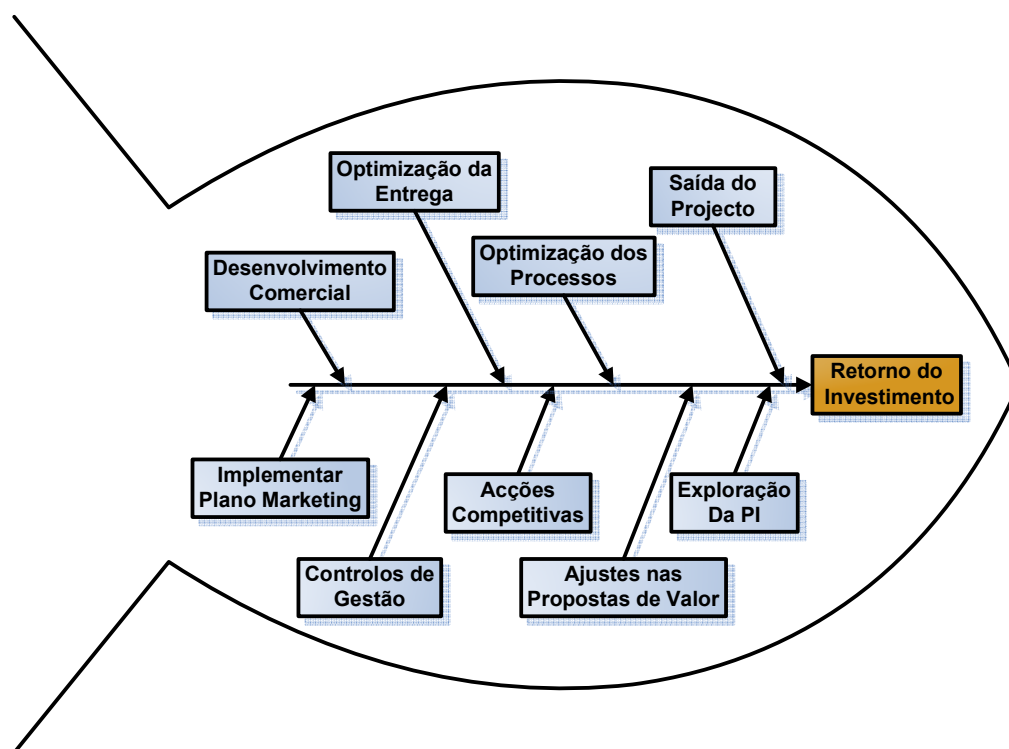 Optimização da
Entrega
Saída do
Projecto
Desenvolvimento
Comercial
Optimização dos
Processos
Retorno do
Investimento
Implementar
Plano Marketing
Acções
Competitivas
Exploração
Da PI
Controlos de
Gestão
Ajustes nas
Propostas de Valor